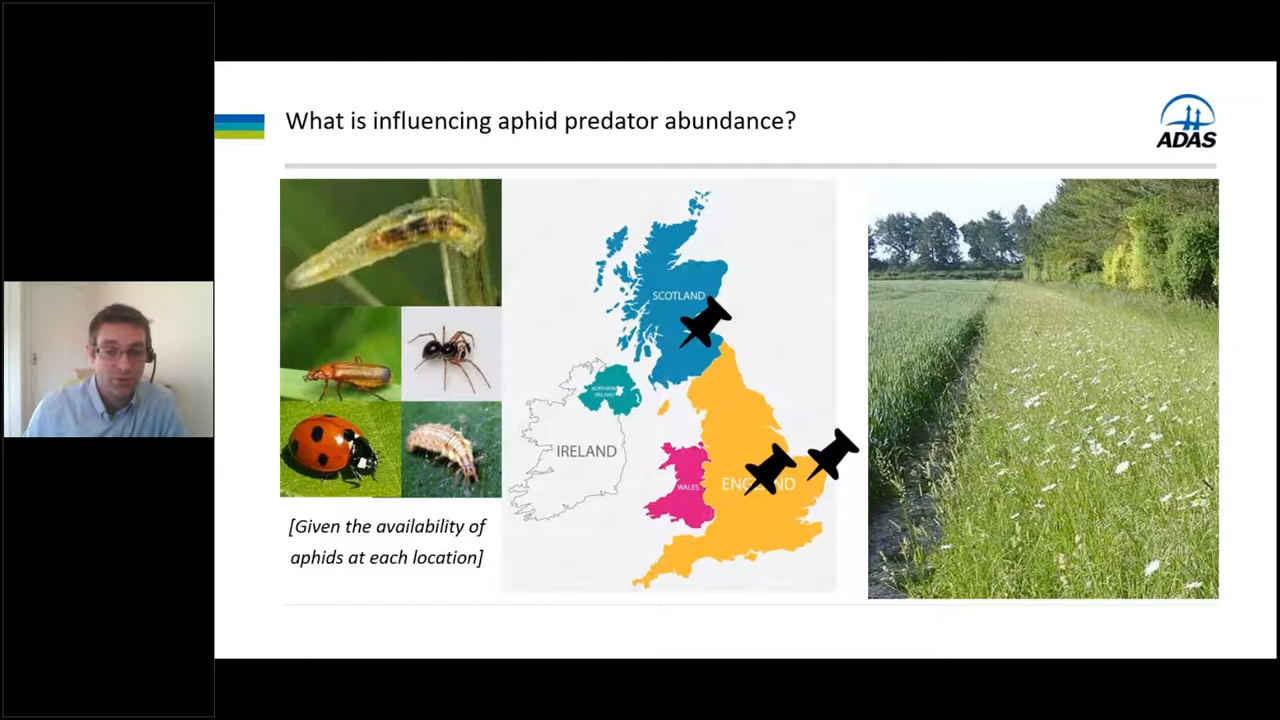 What is influencing aphid predator abundance?
ADAS
SCOTLAND
NORTHERN
IRELAND
IRELAND
WALES
ENGLAND
[Given the availability of
aphids at each location]